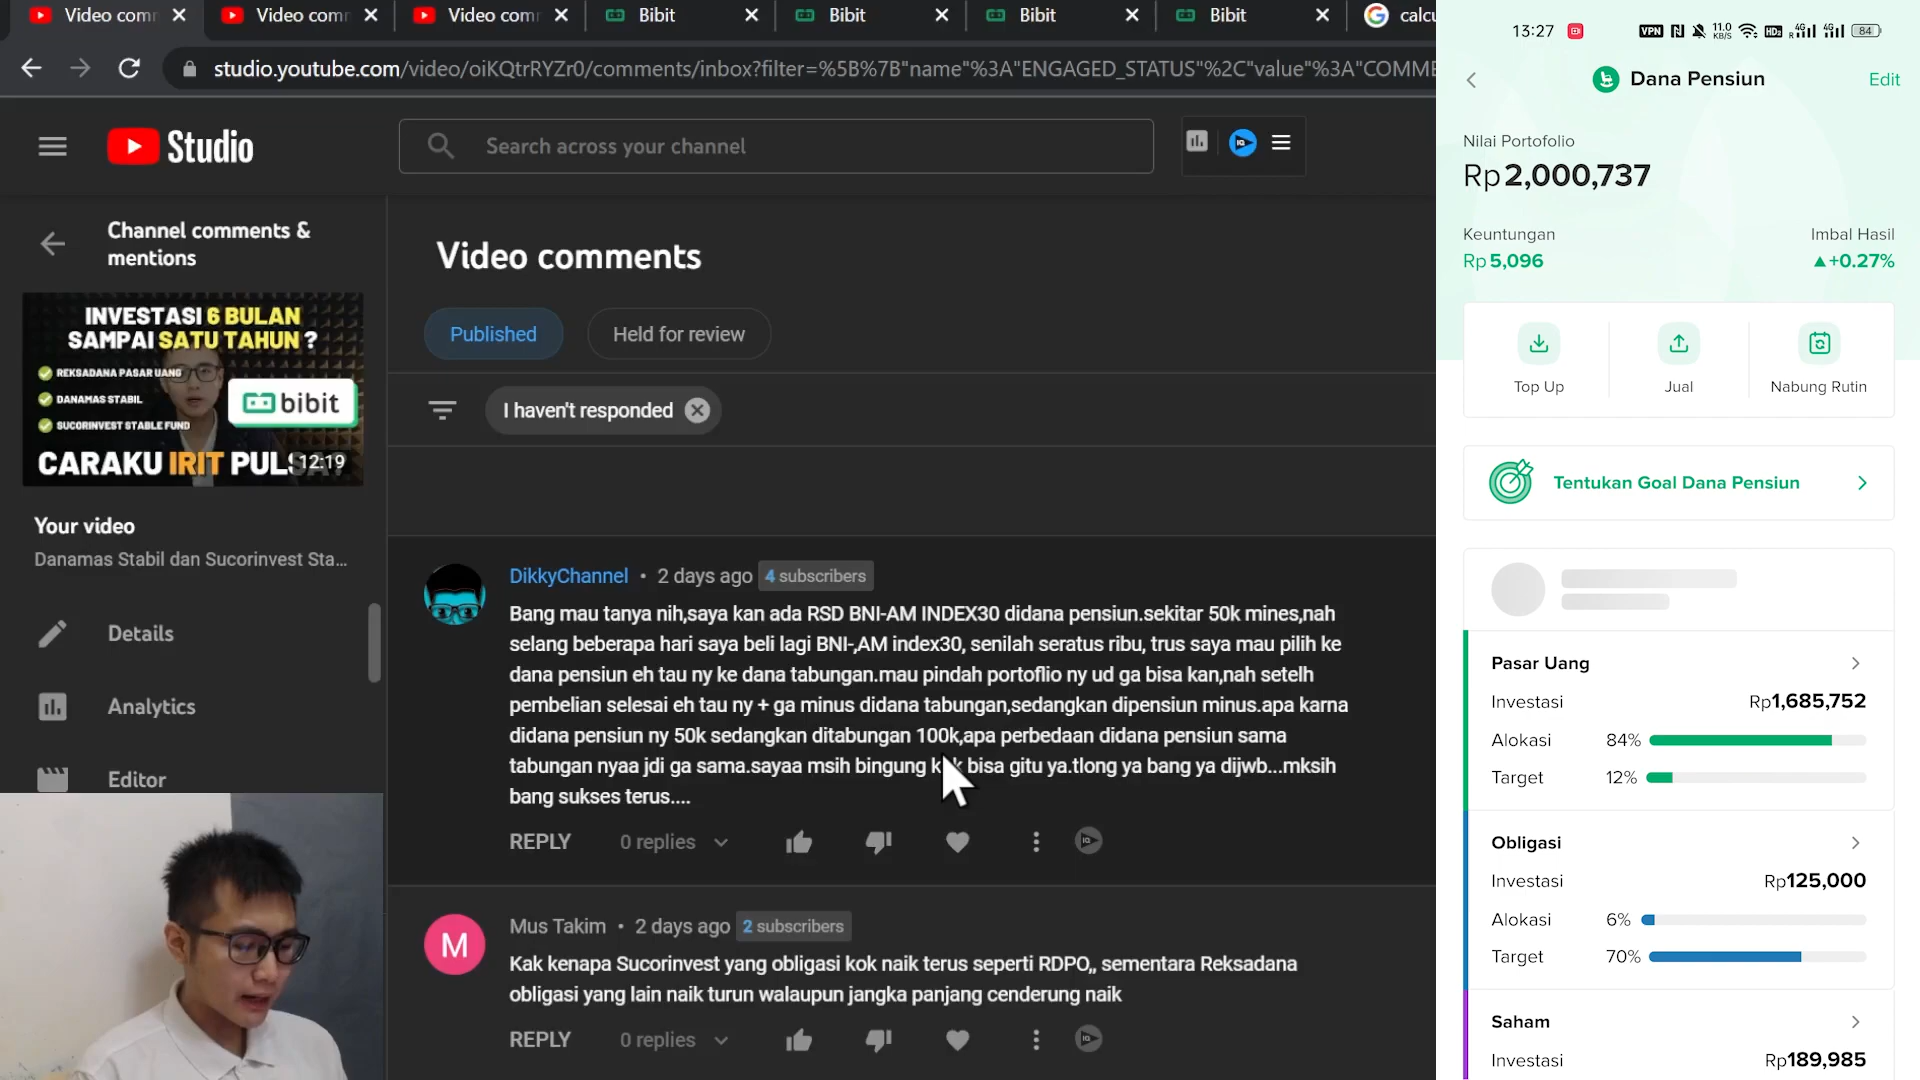 Video comm
Video comm
Video comm
Bibit
Bibit
Bibit
Bibit
calcu
studio.youtube.com/video/oiKQtrRYZr0/comments/inbox?filter=%5B%7B"name"%3A"ENGAGED_STATUS"%2C"value"%3A"COMME
Studio
Search across your channel
IQ
Channel comments &
mentions
INVESTASI 6 BULAN
SAMPAI SATU TAHUN ?
REKSADANA PASAR UANG
DANAMAS STABIL
SUCORINVEST STABLE FUND
bibit
CARAKU IRIT PULSA?
12:19
Your video
Danamas Stabil dan Sucorinvest Sta...
Details
Analytics
Editor
Video comments
Published
Held for review
I haven't responded
DikkyChannel • 2 days ago 4 subscribers
Bang mau tanya nih,saya kan ada RSD BNI-AM INDEX30 didana pensiun.sekitar 50k mines,nah
selang beberapa hari saya beli lagi BNI-,AM index30, senilah seratus ribu, trus saya mau pilih ke
dana pensiun eh tau ny ke dana tabungan.mau pindah portoflio ny ud ga bisa kan,nah setelh
pembelian selesai eh tau ny + ga minus didana tabungan,sedangkan dipensiun minus.apa karna
didana pensiun ny 50k sedangkan ditabungan 100k,apa perbedaan didana pensiun sama
tabungan nyaa jdi ga sama.sayaa msih bingung kok bisa gitu ya.tlong ya bang ya dijwb...mksih
bang sukses terus....
REPLY
0 replies
M
Mus Takim • 2 days ago 2 subscribers
Kak kenapa Sucorinvest yang obligasi kok naik terus seperti RDPO,, sementara Reksadana
obligasi yang lain naik turun walaupun jangka panjang cenderung naik
REPLY
0 replies
13:27
VPN
11.0
KB/S
HD2
R 4G
4G
84
Dana Pensiun
Edit
Nilai Portofolio
Rp2,000,737
Keuntungan
Imbal Hasil
Rp5,096
+0.27%
Top Up
Jual
Nabung Rutin
Tentukan Goal Dana Pensiun
Pasar Uang
Investasi
Rp1,685,752
Alokasi
84%
Target
12%
Obligasi
Investasi
Rp125,000
Alokasi
6%
Target
70%
Saham
Investasi
Rp189,985